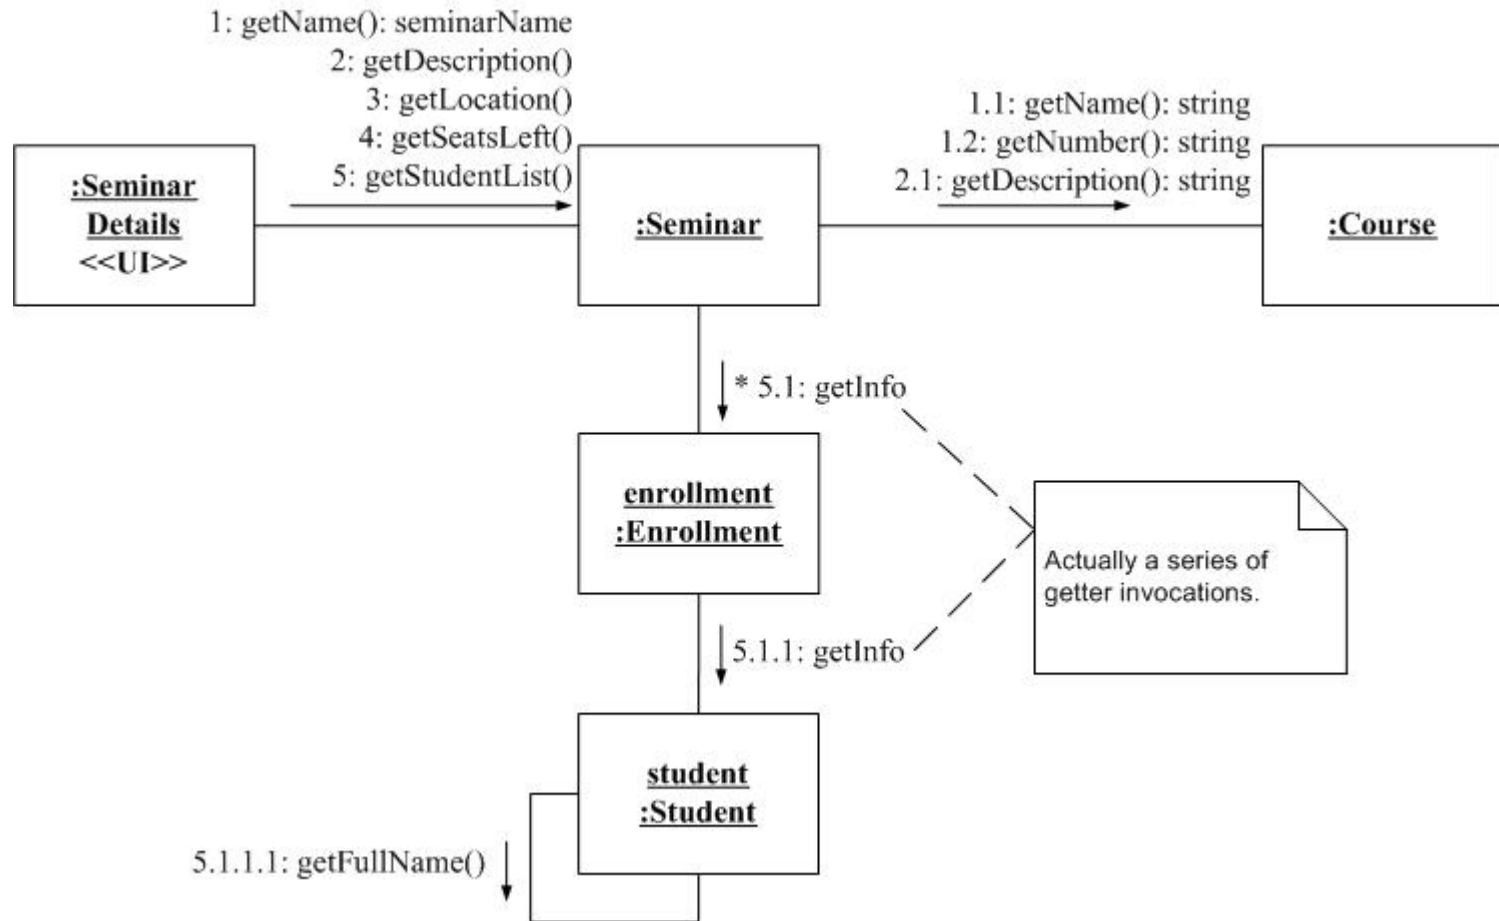 1: getName(): seminarName
2: getDescription()
3: getLocation()
4: getSeatsLeft()
5: getStudentList()
1.1: getName(): string
1.2: getNumber(): string
2.1: getDescription(): string
:Seminar
Details
<<UI>>
:Seminar
:Course
* 5.1: getInfo
enrollment
:Enrollment
Actually a series of
getter invocations.
5.1.1: getInfo
student
:Student
5.1.1.1: getFullName()